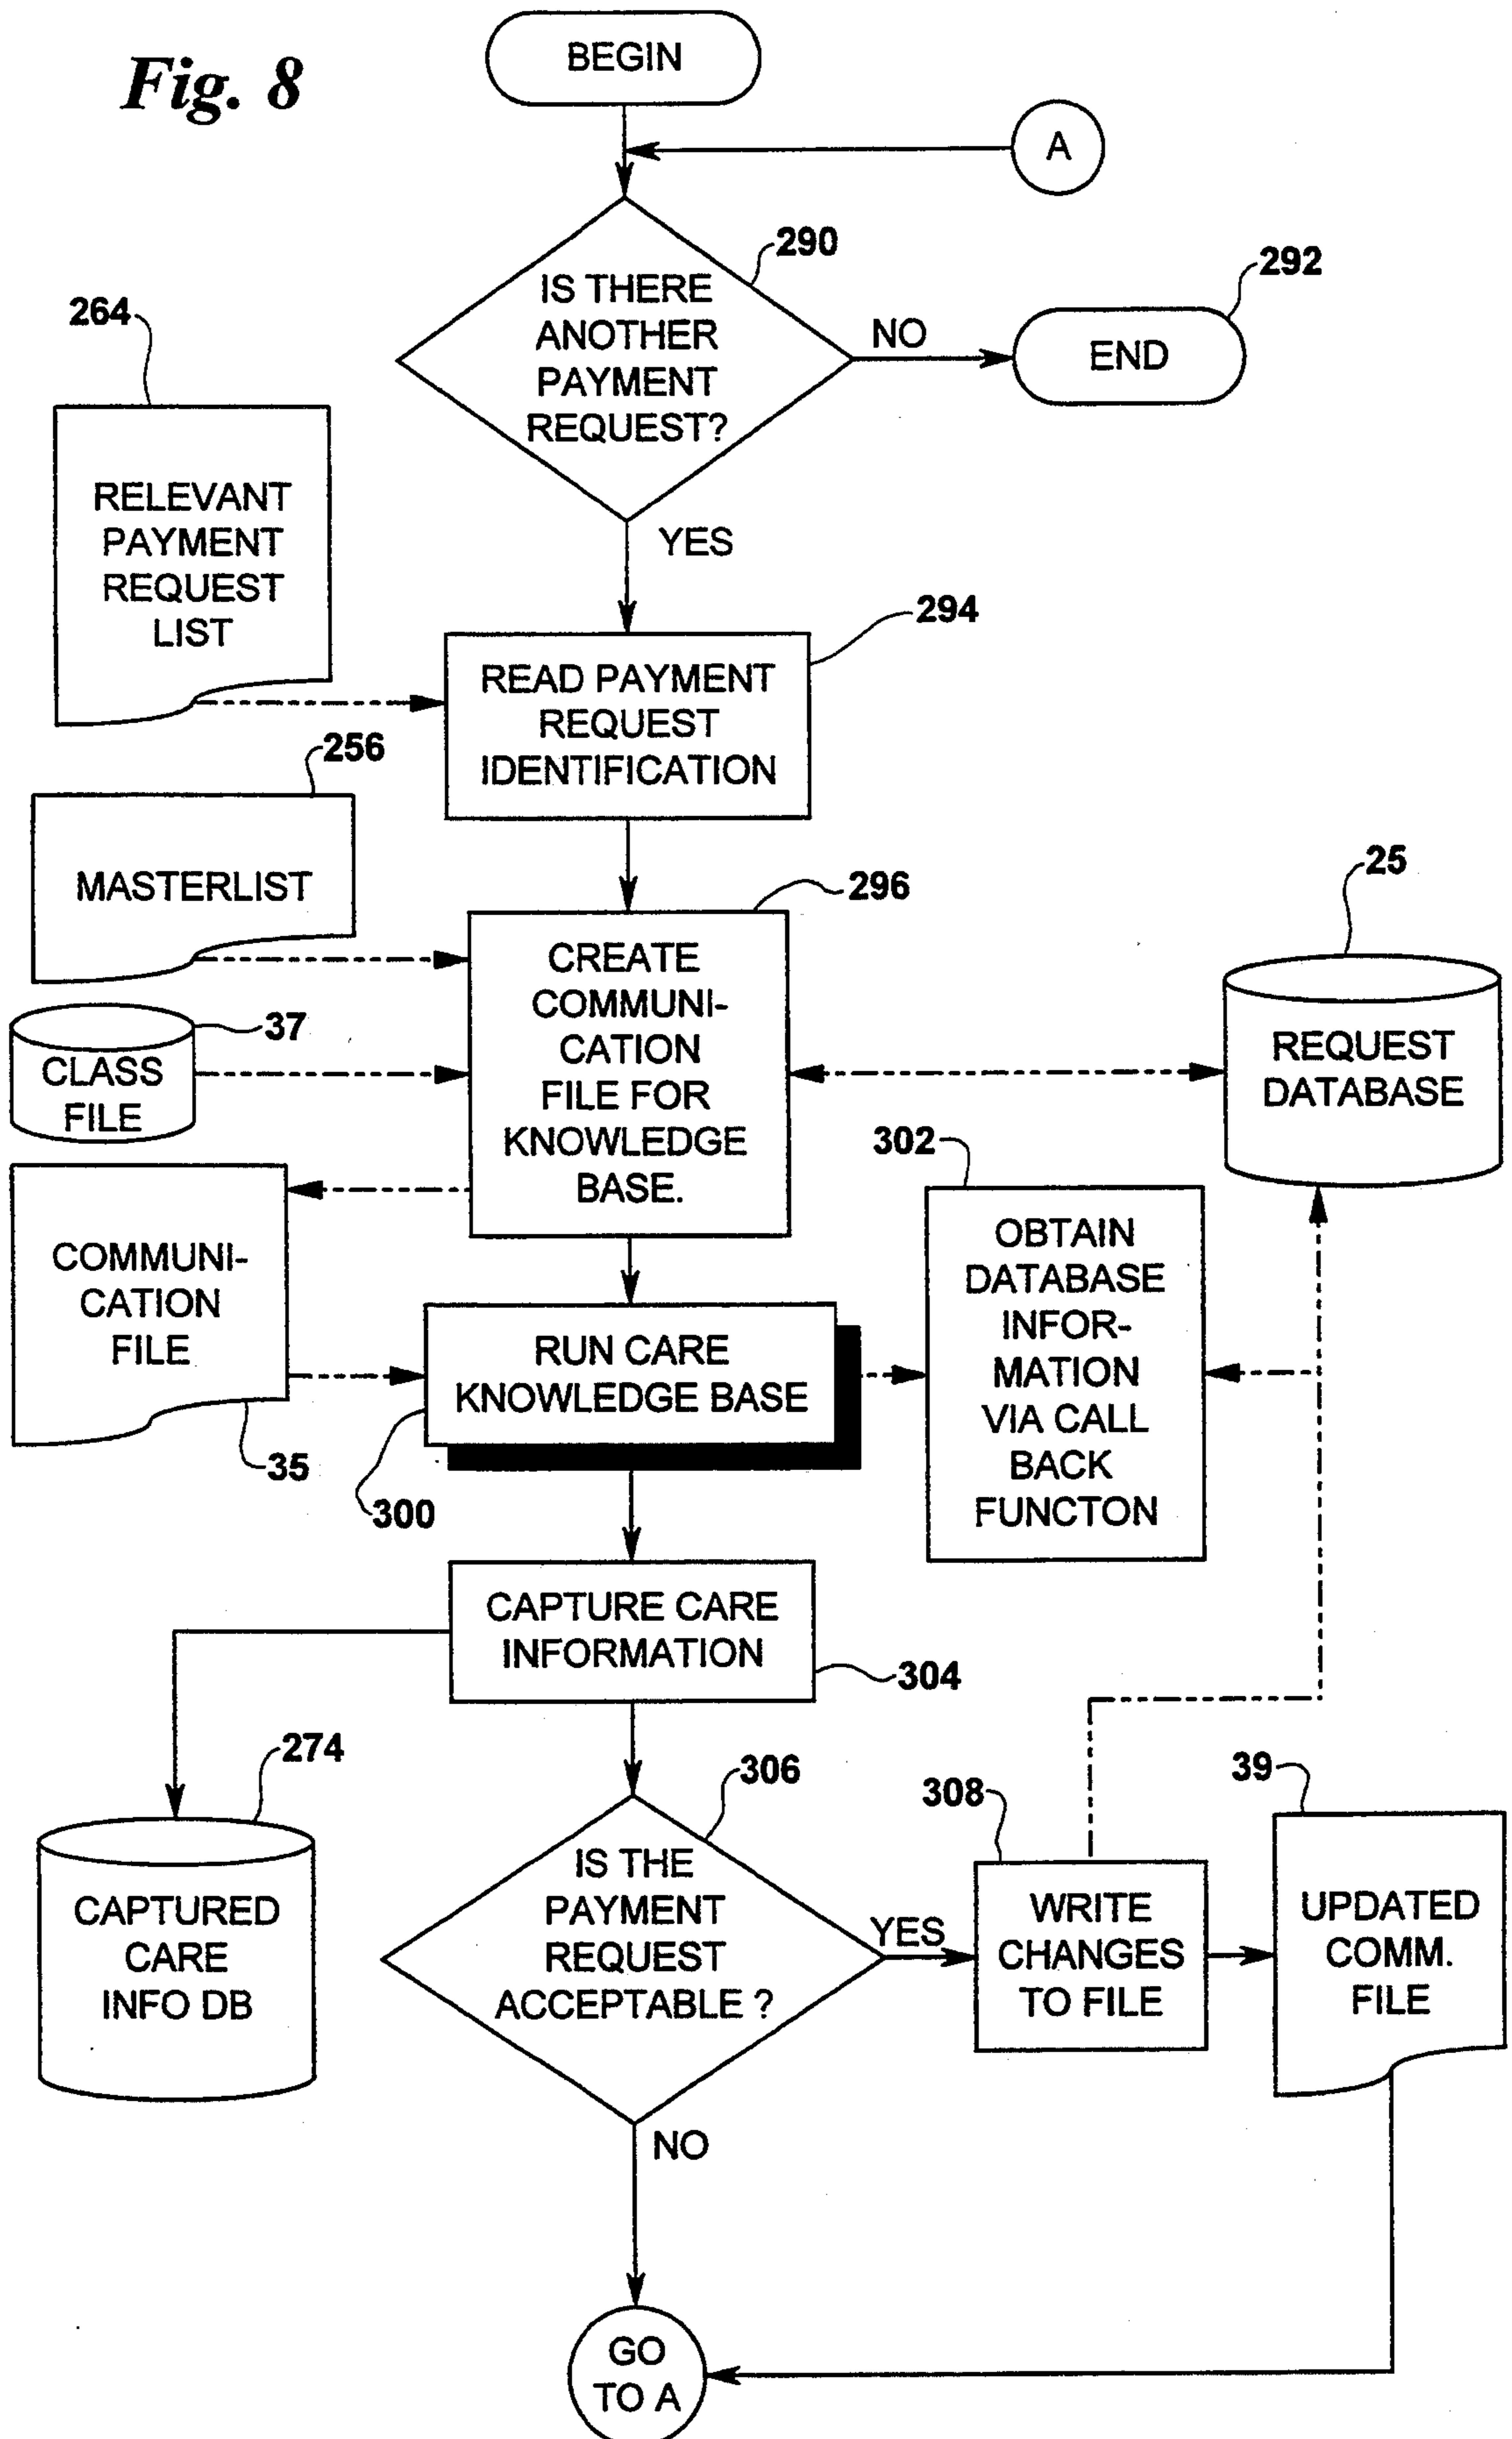 Fig. 8
BEGIN
A
290
IS THERE
ANOTHER
PAYMENT
REQUEST?
NO
292
END
264
RELEVANT
PAYMENT
REQUEST
LIST
YES
294
READ PAYMENT
REQUEST
IDENTIFICATION
256
MASTERLIST
296
CREATE
COMMUNI-
CATION
FILE FOR
KNOWLEDGE
BASE.
25
REQUEST
DATABASE
37
CLASS
FILE
COMMUNI-
CATION
FILE
35
RUN CARE
KNOWLEDGE BASE
300
302
OBTAIN
DATABASE
INFOR-
MATION
VIA CALL
BACK
FUNCTON
CAPTURE CARE
INFORMATION
304
274
CAPTURED
CARE
INFO DB
306
IS THE
PAYMENT
REQUEST
ACCEPTABLE ?
YES
308
WRITE
CHANGES
TO FILE
39
UPDATED
COMM.
FILE
NO
GO
TO A